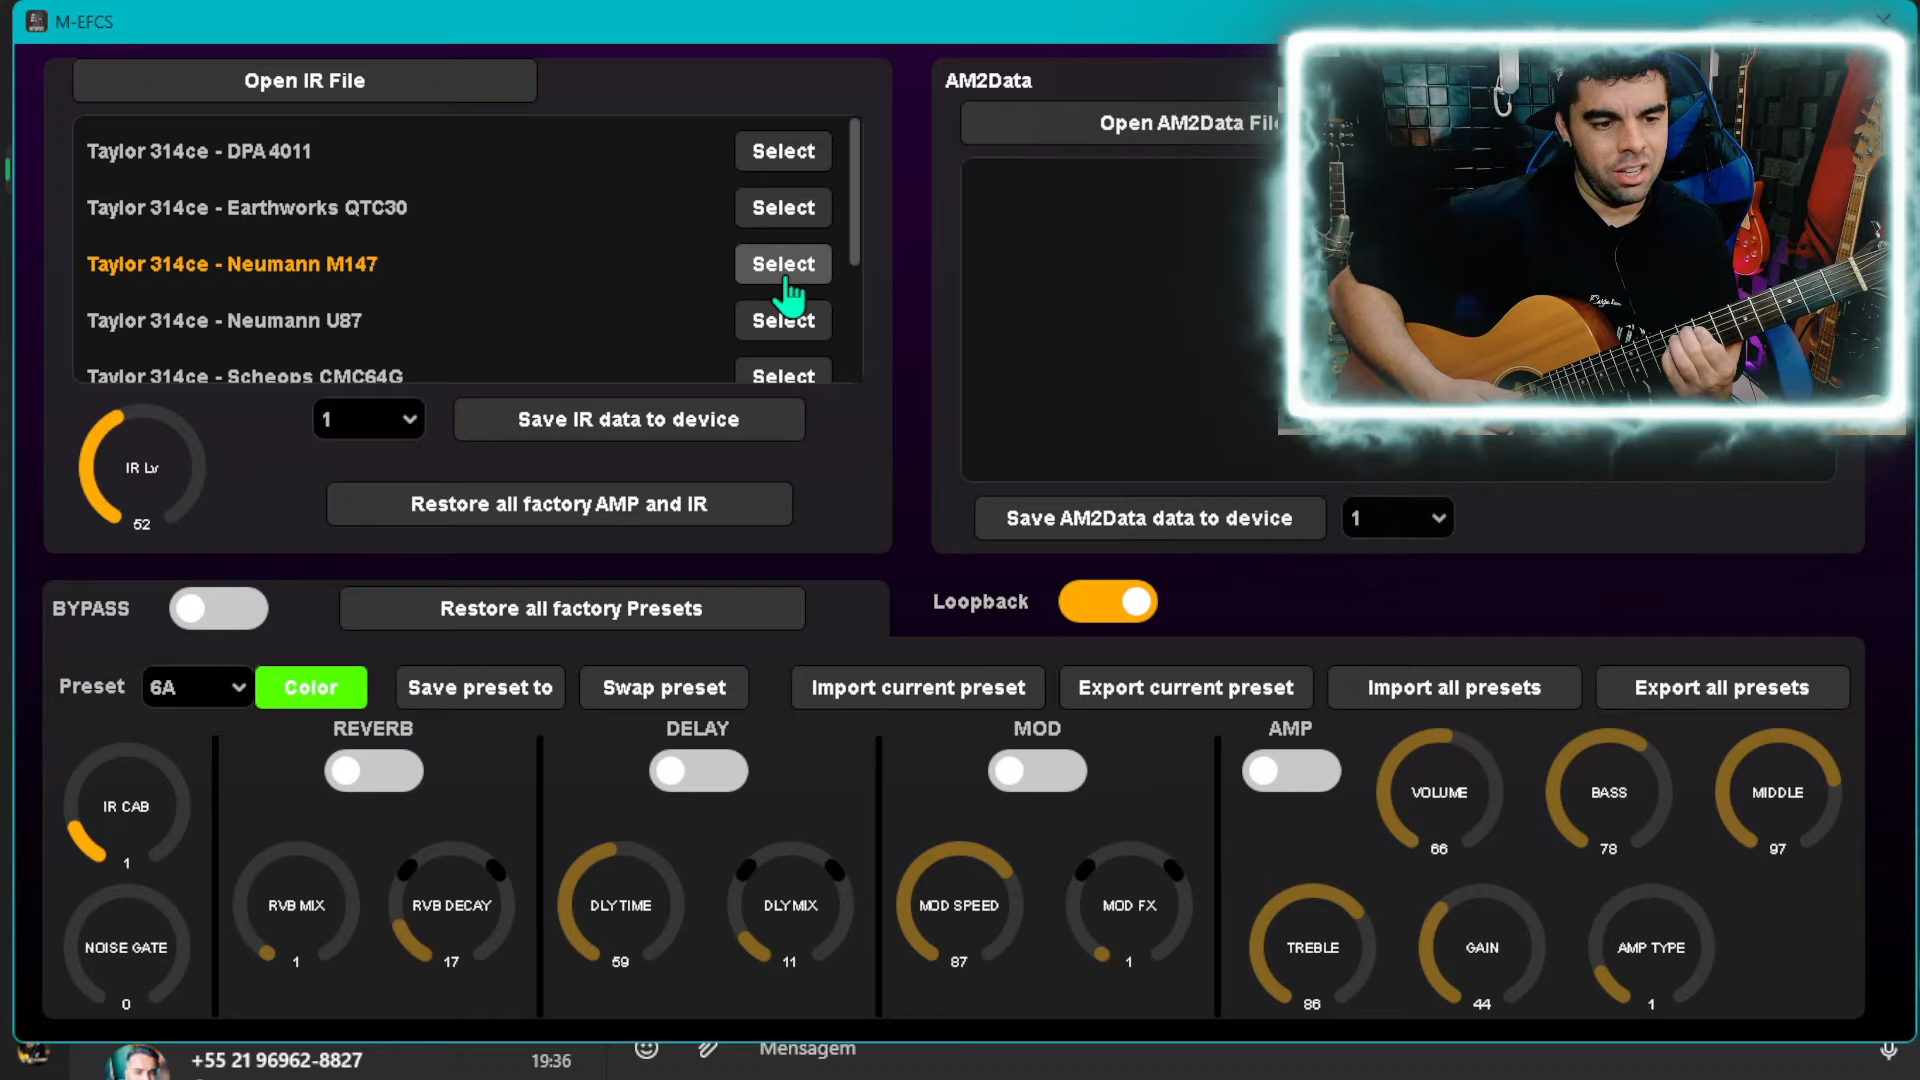 M-EFCS
Open IR File
Taylor 314ce - DPA 4011
Select
Taylor 314ce - Earthworks QTC30
Select
Taylor 314ce - Neumann M147
Select
Taylor 314ce - Neumann U87
Select
Taylor 314ce - Scheops CMC64G
Select
IR Lv
52
1
Save IR data to device
Restore all factory AMP and IR
AM2Data
Open AM2Data File
Save AM2Data data to device
1
BYPASS
Restore all factory Presets
Loopback
Preset
6A
Color
Save preset to
Swap preset
Import current preset
Export current preset
Import all presets
Export all presets
REVERB
DELAY
MOD
AMP
IR CAB
1
NOISE GATE
0
RVB MIX
1
RVB DECAY
17
DLY TIME
59
DLY MIX
11
MOD SPEED
87
MOD FX
1
VOLUME
66
BASS
78
MIDDLE
97
TREBLE
86
GAIN
44
AMP TYPE
1
+55 21 96962-8827
19:36
Mensagem